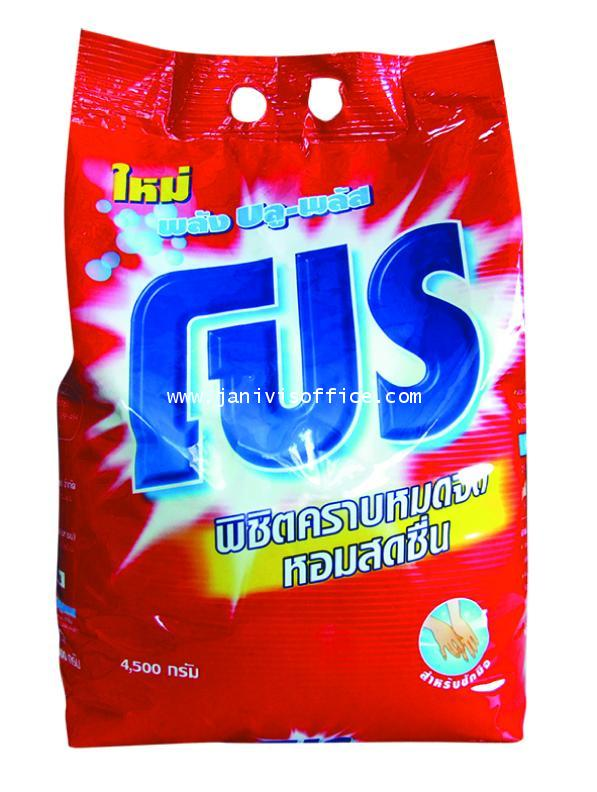 ใหม่
พลัง บลู-พลัส
โปร
www.janivisoffice.com
พิชิตคราบหมดจด
หอมสดชื่น
4,500 กรัม
สำหรับซักมือ